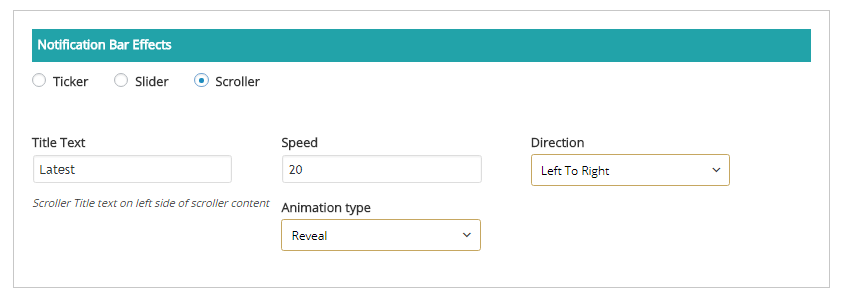 Notification Bar Effects
Ticker Slider Scroller
Title Text Speed Direction
Latest 20 Left To Right
Scroller Title text on left side of scroller content
Animation type
Reveal